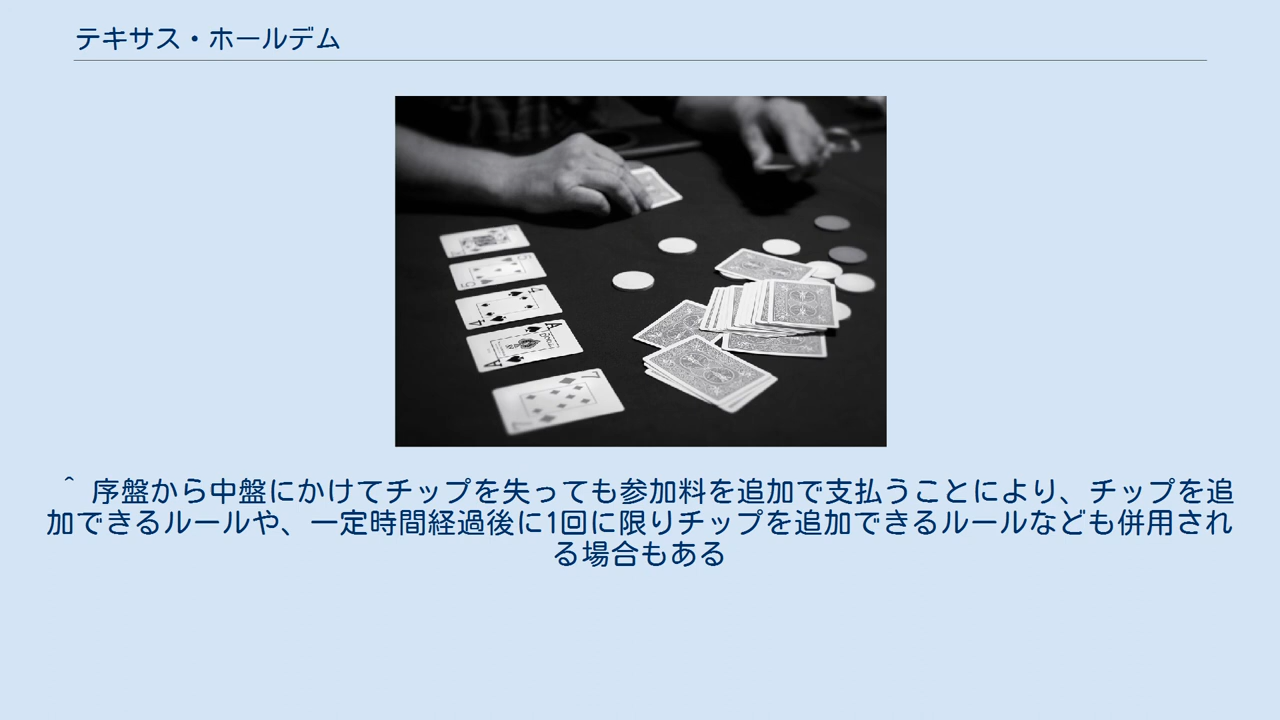 テキサス・ホールデム
^ 序盤から中盤にかけてチップを失っても参加料を追加で支払うことにより、チップを追
加できるルールや、一定時間経過後に1回に限りチップを追加できるルールなども併用され
る場合もある